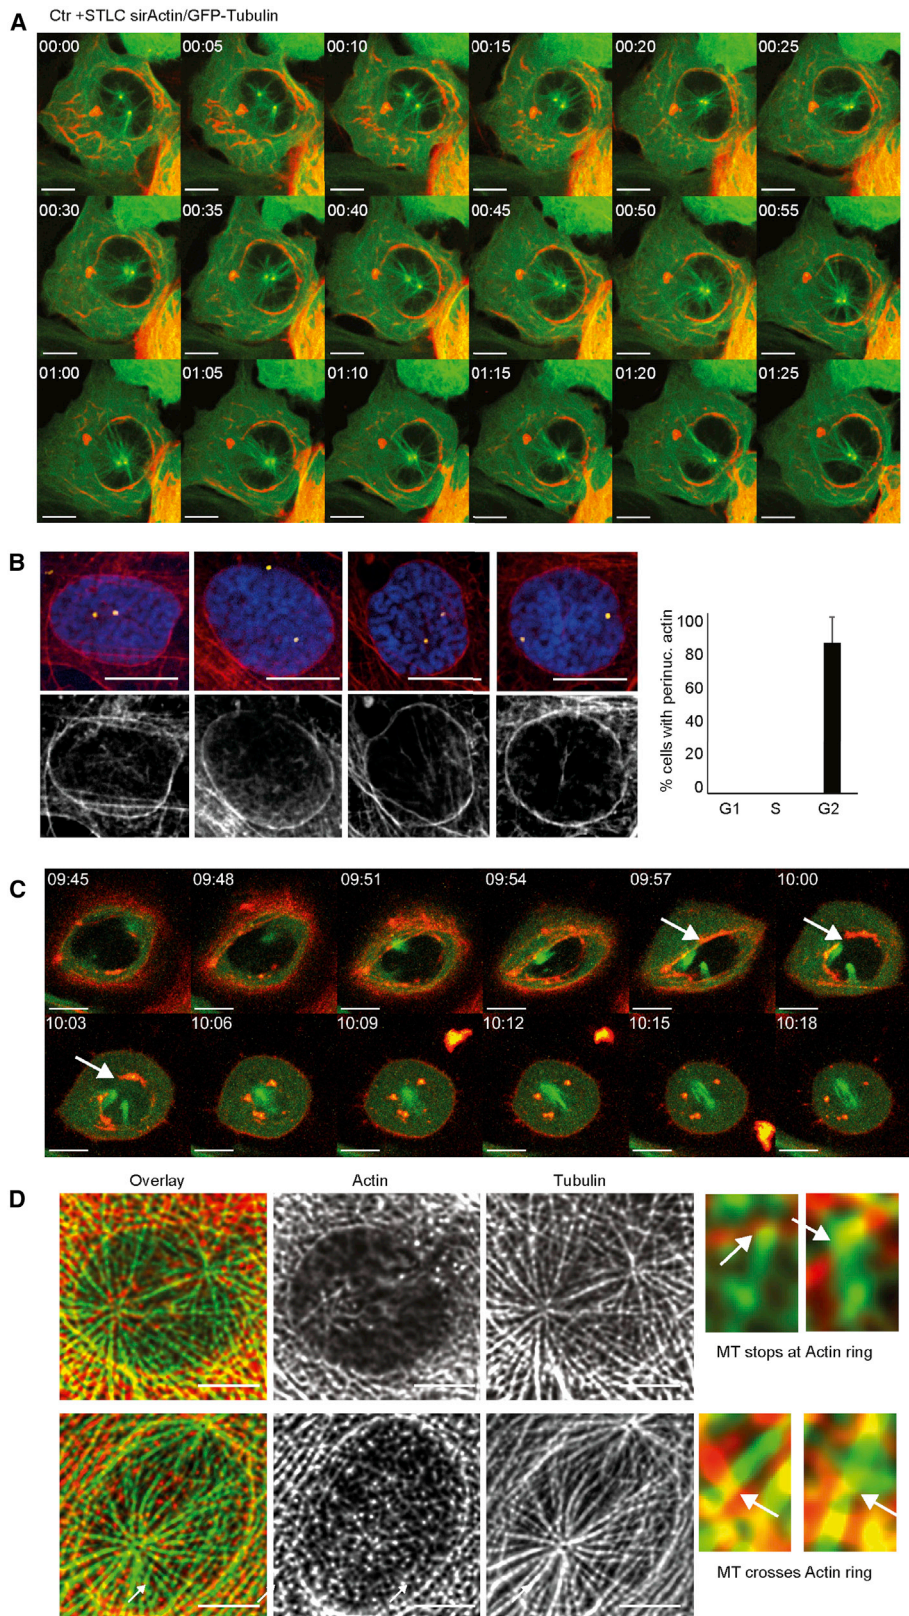 Ctr +STLC sirActin/GFP-Tubulin
A
00:00 00:05 00:10 00:15 00:20 00:25
00:30 00:35 00:40 00:45 00:50 00:55
01:00 01:05 01:10 01:15 01:20 01:25
B
% cells with perinuc. actin
100
80
60
40
20
0
G1 S G2
C
09:45 09:48 09:51 09:54 09:57 10:00
10:03 10:06 10:09 10:12 10:15 10:18
D
Overlay Actin Tubulin
MT stops at Actin ring
MT crosses Actin ring